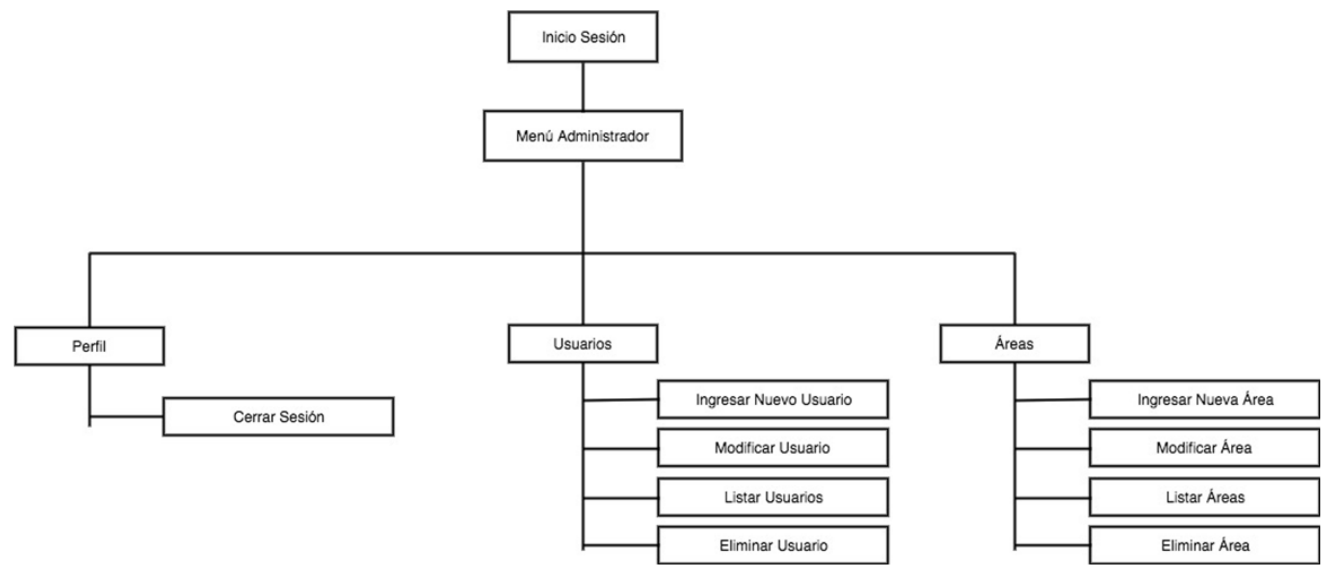 Inicio Sesión
Menú Administrador
Perfil
Usuarios
Áreas
Cerrar Sesión
Ingresar Nuevo Usuario
Modificar Usuario
Listar Usuarios
Eliminar Usuario
Ingresar Nueva Área
Modificar Área
Listar Áreas
Eliminar Área